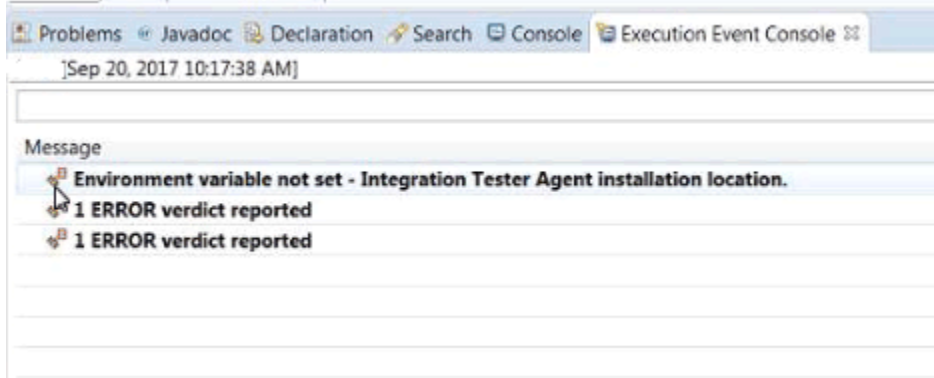 Problems Javadoc Declaration Search Console Execution Event Console
[Sep 20, 2017 10:17:38 AM]
Message
Environment variable not set - Integration Tester Agent installation location.
1 ERROR verdict reported
1 ERROR verdict reported